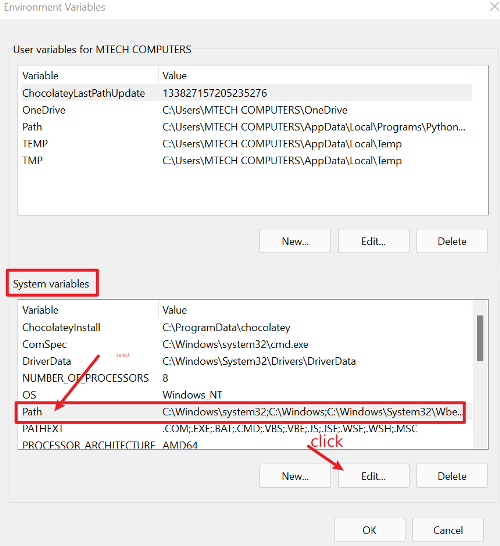 Environment Variables
User variables for MTECH COMPUTERS
Variable Value
ChocolateyLastPathUpdate 133827157205235276
OneDrive C:\Users\MTECH COMPUTERS\OneDrive
Path C:\Users\MTECH COMPUTERS\AppData\Local\Programs\Python...
TEMP C:\Users\MTECH COMPUTERS\AppData\Local\Temp
TMP C:\Users\MTECH COMPUTERS\AppData\Local\Temp
New... Edit... Delete
System variables
Variable Value
ChocolateyInstall C:\ProgramData\chocolatey
select
ComSpec C:\Windows\system32\cmd.exe
DriverData C:\Windows\System32\Drivers\DriverData
NUMBER_OF_PROCESSORS 8
OS Windows_NT
Path C:\Windows\system32;C:\Windows;C:\Windows\System32\Wbe...
PATHEXT .COM;.EXE;.BAT;.CMD;.VBS;.VBE;.JS;.JSE;.WSF;.WSH;.MSC
PROCESSOR_ARCHITECTURE AMD64
click
New... Edit... Delete
OK Cancel